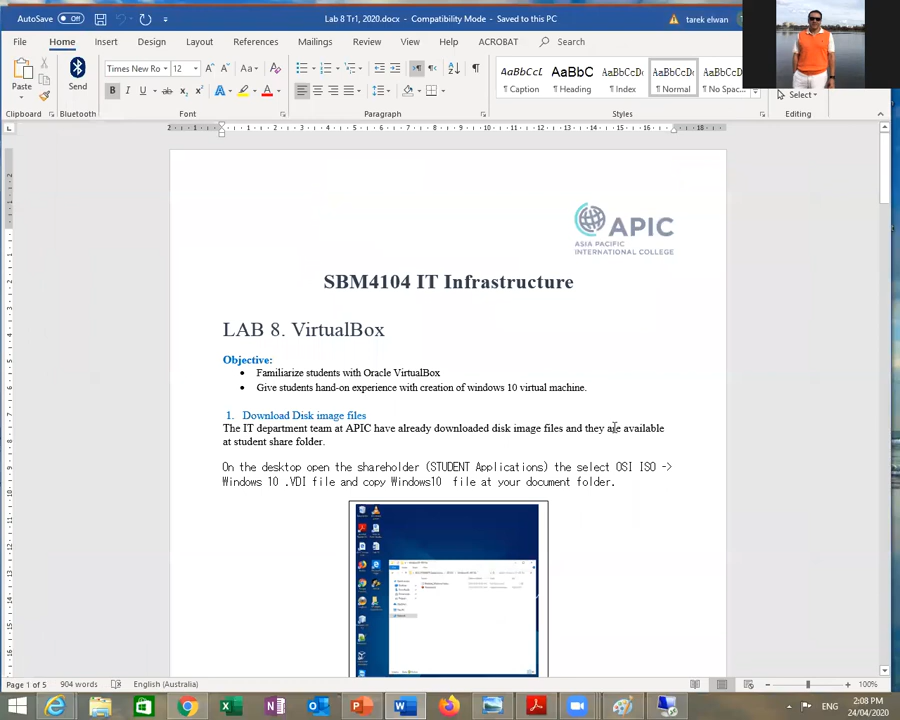 AutoSave Off
Lab 8 Tr1, 2020.docx - Compatibility Mode - Saved to this PC
tarek elwan
File Home Insert Design Layout References Mailings Review View Help ACROBAT Search
Paste
Send
Times New Ro 12
AaBbCcL AaBbC AaBbCcDc AaBbCcDc AaBbCcDc
¶ Caption ¶ Heading ¶ Index ¶ Normal ¶ No Spac...
Select
Clipboard Bluetooth Font Paragraph Styles Editing
APIC
ASIA PACIFIC
INTERNATIONAL COLLEGE
SBM4104 IT Infrastructure
LAB 8. VirtualBox
Objective:
• Familiarize students with Oracle VirtualBox
• Give students hand-on experience with creation of windows 10 virtual machine.
1. Download Disk image files
The IT department team at APIC have already downloaded disk image files and they are available
at student share folder.
On the desktop open the shareholder (STUDENT Applications) the select OSI ISO ->
Windows 10 .VDI file and copy Windows10 file at your document folder.
Page 1 of 5 904 words English (Australia) 100%
ENG
2:08 PM
24/04/2020